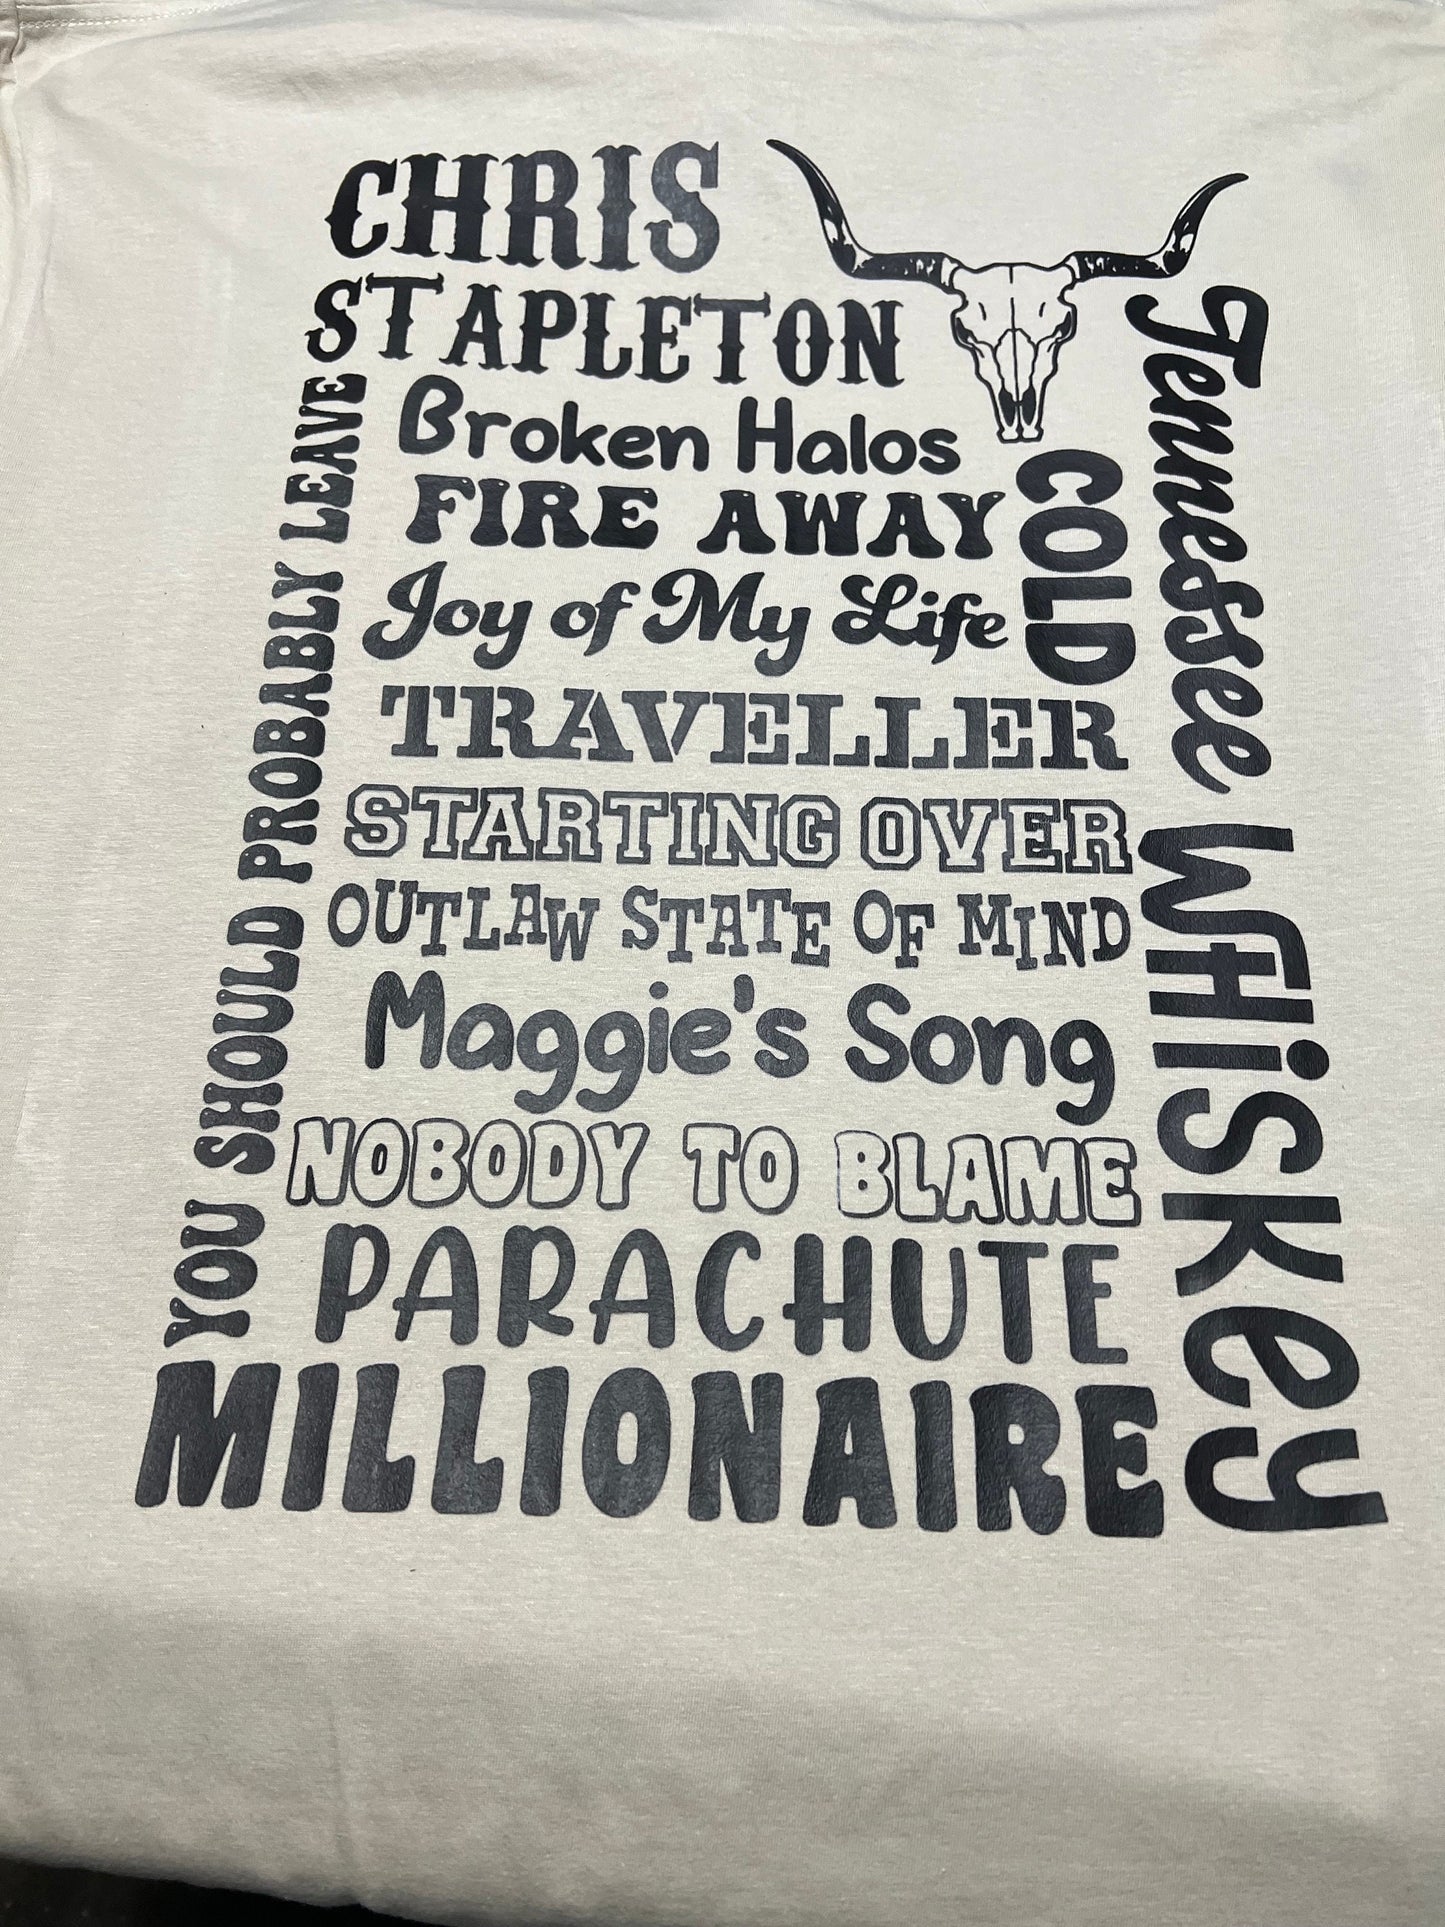 CHRIS
STAPLETON
Broken Halos
FIRE AWAY
Joy of My Life
COLD
TRAVELLER
STARTING OVER
OUTLAW STATE OF MIND
Maggie's Song
NOBODY TO BLAME
PARACHUTE
MILLIONAIRE
YOU SHOULD PROBABLY LEAVE
Tennessee WHiSKey